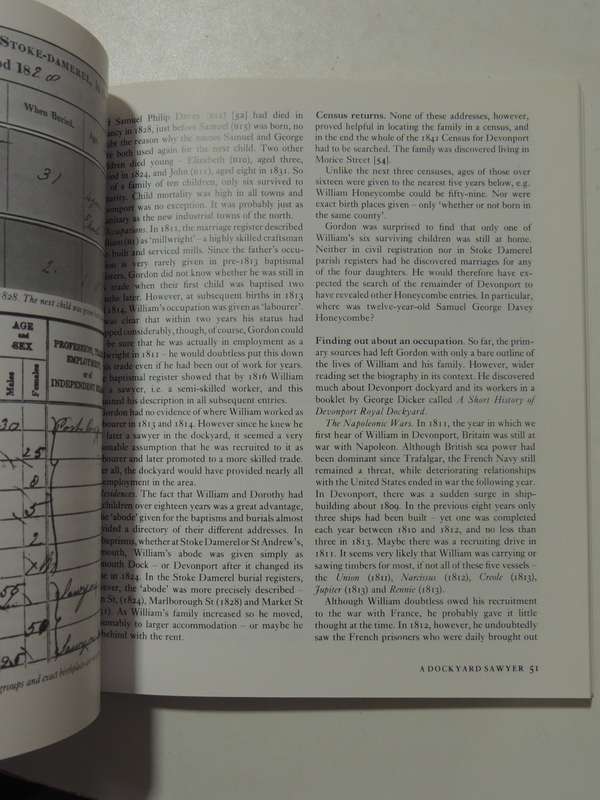 STOKE-DAMEREL,
18 20
When Buried.
Age
31
2.
1828. The next child was given
AGE
and
SEX
Males
Females
PROFESSION,
EMPLOYMENT,
INDEPENDENT
20
25
8
5
2
55
50
25
Sawyer
groups and exact birthplace
Samuel Philip Davey [52] had died in
in 1828, just before Samuel (B13) was born, no
the reason why the names Samuel and George
both used again for the next child. Two other
died young – Elizabeth (B10), aged three,
in 1824, and John (B11), aged eight in 1831. So
of a family of ten children, only six survived to
Child mortality was high in all towns and
was no exception. It was probably just as
as the new industrial towns of the north.
In 1811, the marriage register described
(B1) as 'millwright' – a highly skilled craftsman
built and serviced mills. Since the father's
is very rarely given in pre-1813 baptismal
Gordon did not know whether he was still in
trade when their first child was baptised two
later. However, at subsequent births in 1813
1814, William's occupation was given as 'labourer'.
was clear that within two years his status had
considerably, though, of course, Gordon could
be sure that he was actually in employment as a
in 1811 – he would doubtless put this down
trade even if he had been out of work for years.
baptismal register showed that by 1816 William
a sawyer, i.e. a semi-skilled worker, and this
his description in all subsequent entries.
Gordon had no evidence of where William worked as
in 1813 and 1814. However since he knew he
later a sawyer in the dockyard, it seemed a very
assumption that he was recruited to it as
and later promoted to a more skilled trade.
all, the dockyard would have provided nearly all
employment in the area.
The fact that William and Dorothy had
children over eighteen years was a great advantage,
'abode' given for the baptisms and burials almost
a directory of their different addresses. In
baptisms, whether at Stoke Damerel or St Andrew's,
William's abode was given simply as
Dock – or Devonport after it changed its
in 1824. In the Stoke Damerel burial registers,
the 'abode' was more precisely described –
St, (1824), Marlborough St (1828) and Market St
As William's family increased so he moved,
to larger accommodation – or maybe he
behind with the rent.
Census returns. None of these addresses, however,
proved helpful in locating the family in a census, and
in the end the whole of the 1841 Census for Devonport
had to be searched. The family was discovered living in
Morice Street [54].
Unlike the next three censuses, ages of those over
sixteen were given to the nearest five years below, e.g.
William Honeycombe could be fifty-nine. Nor were
exact birth places given – only 'whether or not born in
the same county'.
Gordon was surprised to find that only one of
William's six surviving children was still at home.
Neither in civil registration nor in Stoke Damerel
parish registers had he discovered marriages for any
of the four daughters. He would therefore have ex-
pected the search of the remainder of Devonport to
have revealed other Honeycombe entries. In particular,
where was twelve-year-old Samuel George Davey
Honeycombe?
Finding out about an occupation. So far, the prim-
ary sources had left Gordon with only a bare outline of
the lives of William and his family. However, wider
reading set the biography in its context. He discovered
much about Devonport dockyard and its workers in a
booklet by George Dicker called A Short History of
Devonport Royal Dockyard.
The Napoleonic Wars. In 1811, the year in which we
first hear of William in Devonport, Britain was still at
war with Napoleon. Although British sea power had
been dominant since Trafalgar, the French Navy still
remained a threat, while deteriorating relationships
with the United States ended in war the following year.
In Devonport, there was a sudden surge in ship-
building about 1809. In the previous eight years only
three ships had been built – yet one was completed
each year between 1810 and 1812, and no less than
three in 1813. Maybe there was a recruiting drive in
1811. It seems very likely that William was carrying or
sawing timbers for most, if not all of these five vessels –
the Union (1811), Narcissus (1812), Creole (1813),
Jupiter (1813) and Rennie (1813).
Although William doubtless owed his recruitment
to the war with France, he probably gave it little
thought at the time. In 1812, however, he undoubtedly
saw the French prisoners who were daily brought out
A DOCKYARD SAWYER 51